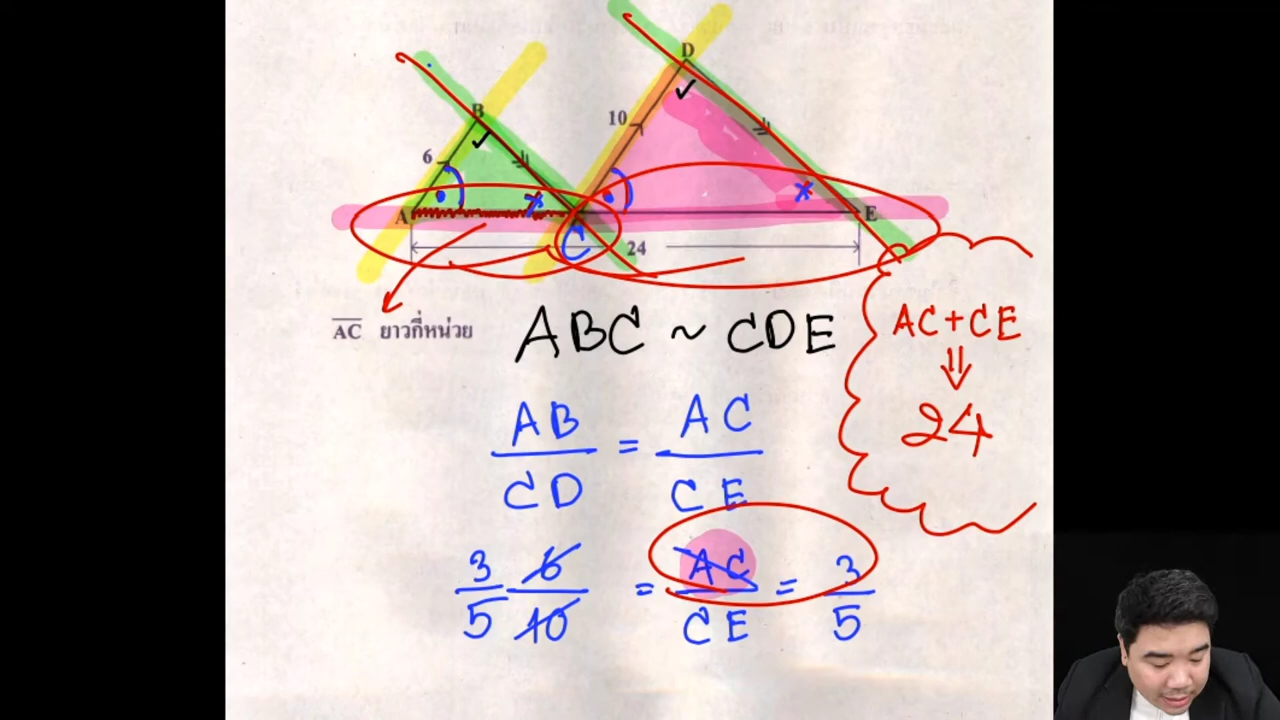 D
B
10
6
A
E
C
24
AC ยาวกี่หน่วย
ABC ~ CDE
AC + CE
⇓
24
AB / CD = AC / CE
3/5 6/10 = AC / CE = 3/5